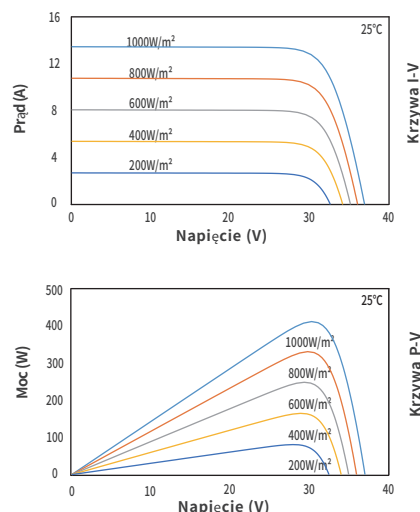 16
25°C
1000W/m²
12
800W/m²
600W/m²
8
400W/m²
4
200W/m²
0
0 10 20 30 40
Prąd (A)
Napięcie (V)
Krzywa I-V
500
25°C
400
1000W/m²
300
800W/m²
200
600W/m²
100
400W/m²
200W/m²
0
0 10 20 30 40
Moc (W)
Napięcie (V)
Krzywa P-V